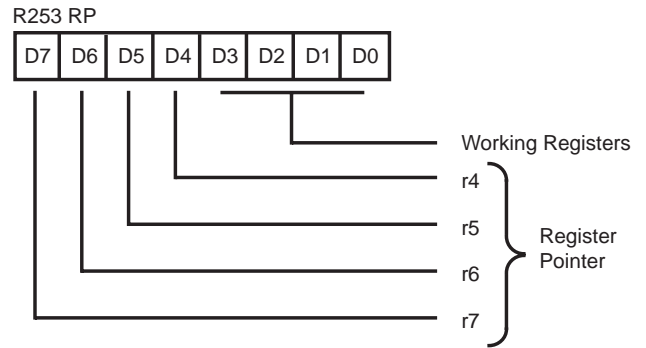 R253 RP
D7 D6 D5 D4 D3 D2 D1 D0
Working Registers
r4
r5
r6
r7
Register
Pointer